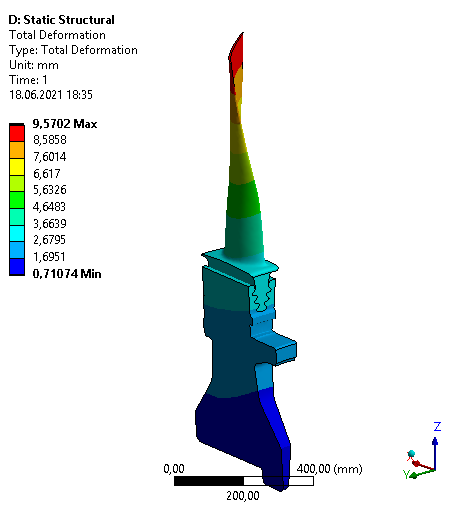 D: Static Structural
Total Deformation
Type: Total Deformation
Unit: mm
Time: 1
18.06.2021 18:35
9,5702 Max
8,5858
7,6014
6,617
5,6326
4,6483
3,6639
2,6795
1,6951
0,71074 Min
Z
Y
0,00 400,00 (mm)
200,00